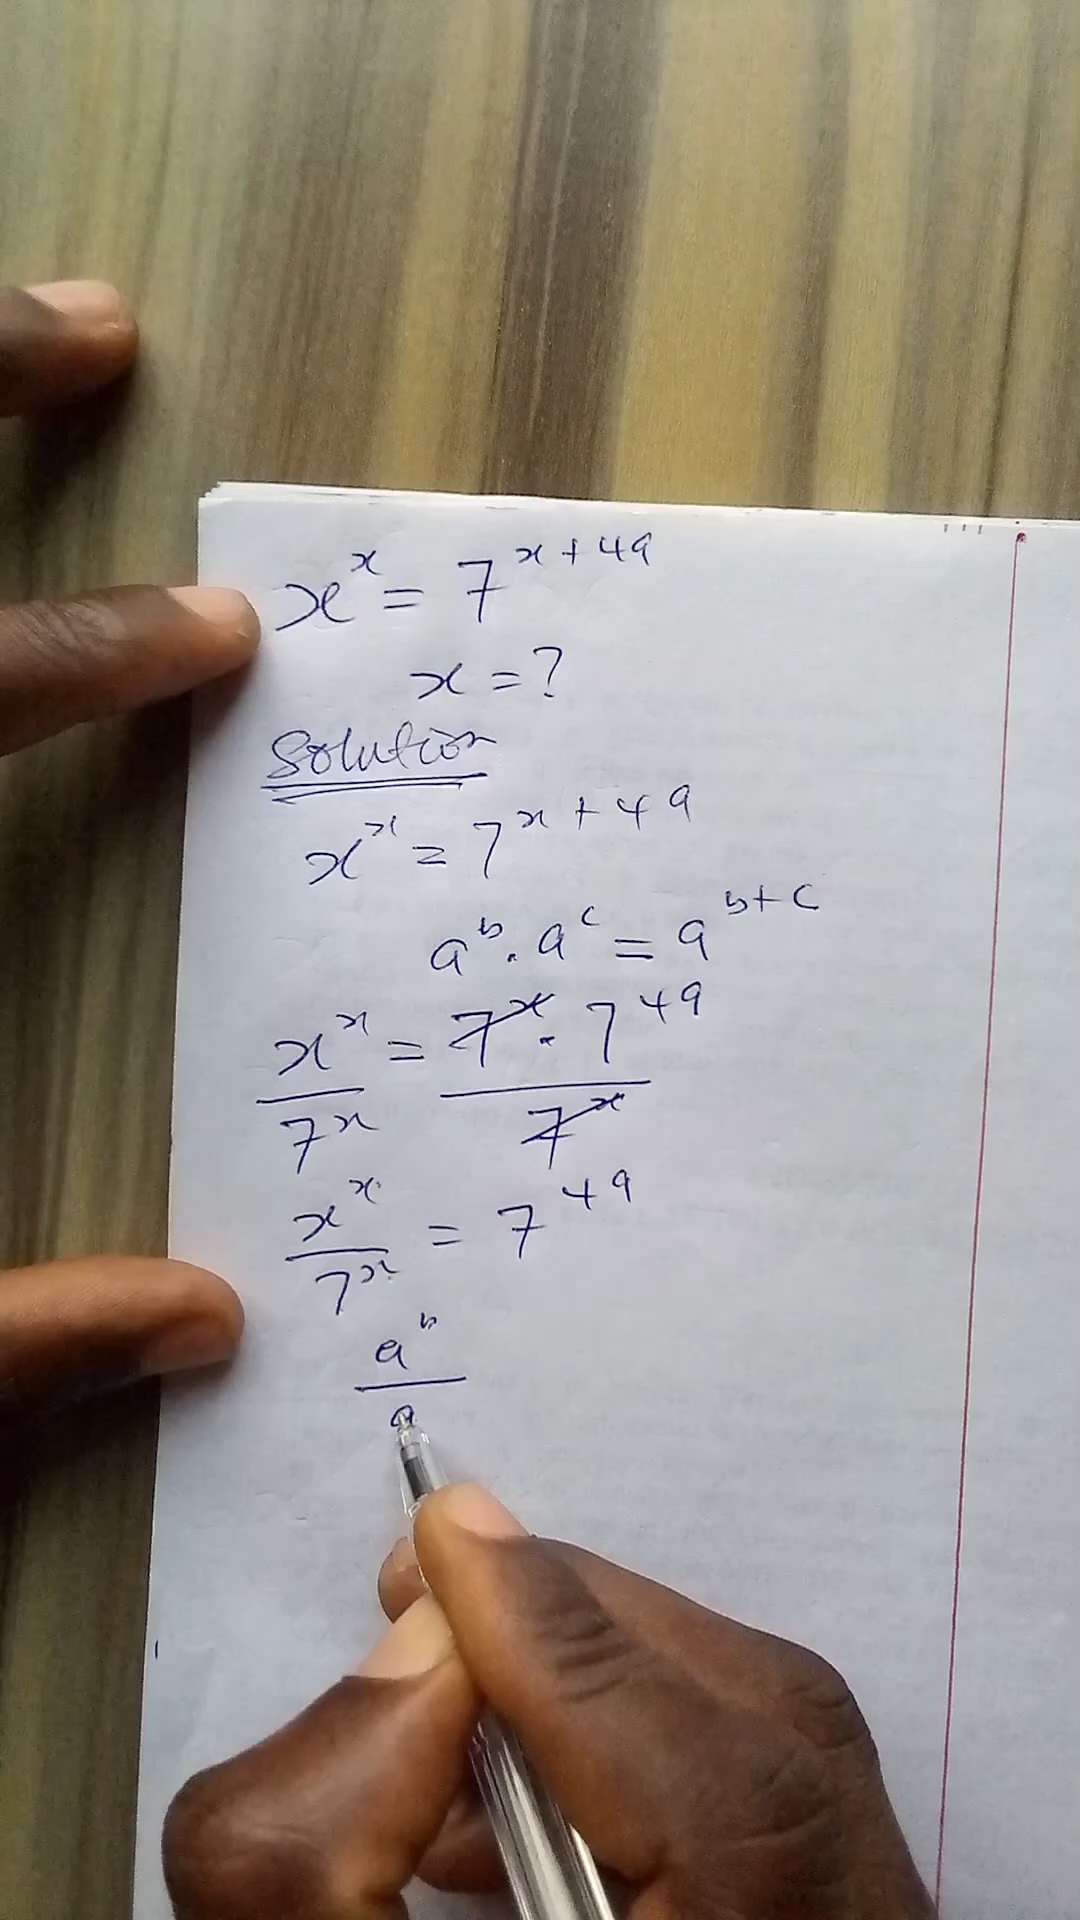 x^x = 7^(x+49)
x = ?
Solution
x^x = 7^(x+49)
a^b . a^c = a^(b+c)
x^x/7^x = 7^x . 7^49/7^x
x^x/7^x = 7^49
a^b/a